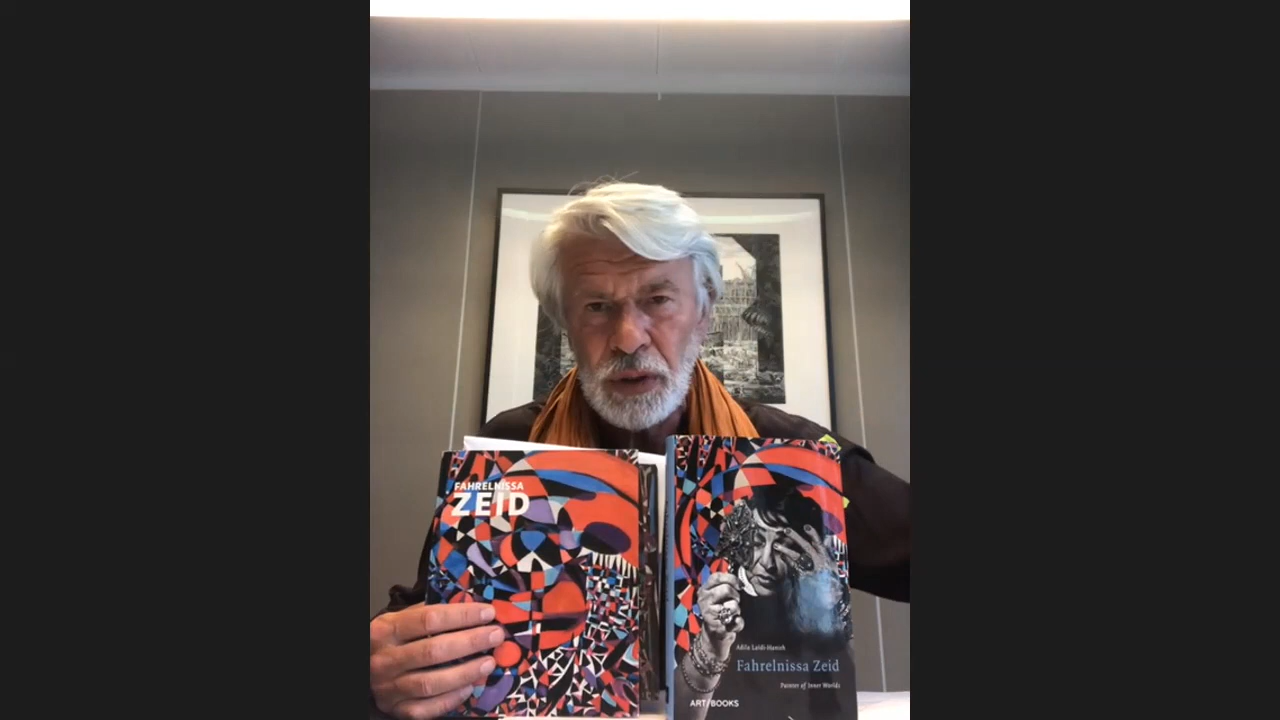 FAHRELNISSA
ZEID
Adila Laïdi-Hanieh
Fahrelnissa Zeid
Painter of Inner Worlds
ART/BOOKS